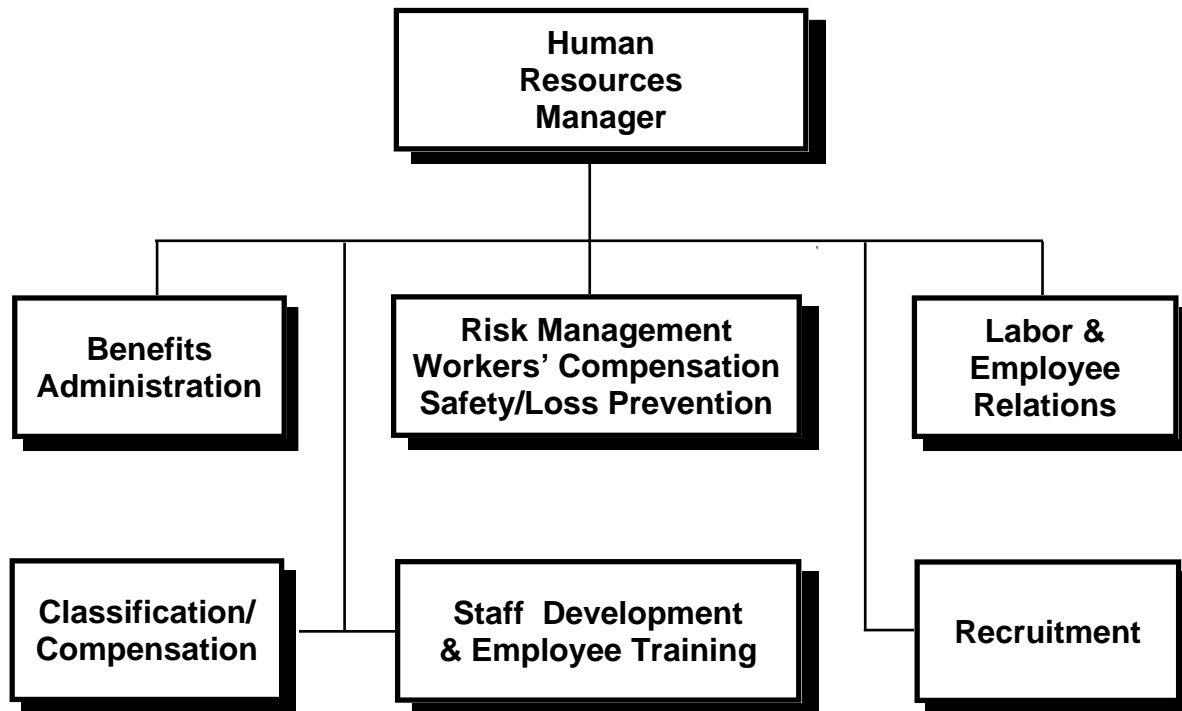 Human
Resources
Manager
Benefits
Administration
Risk Management
Workers’ Compensation
Safety/Loss Prevention
Labor &
Employee
Relations
Classification/
Compensation
Staff Development
& Employee Training
Recruitment